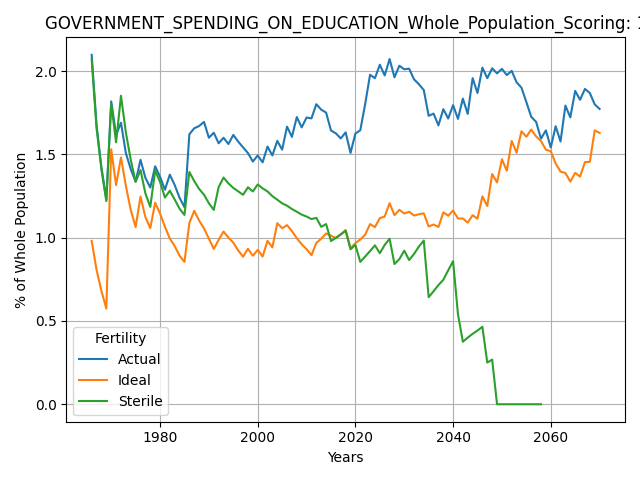 GOVERNMENT_SPENDING_ON_EDUCATION_Whole_Population_Scoring:
2.0
1.5
1.0
0.5
0.0
% of Whole Population
Fertility
Actual
Ideal
Sterile
1980 2000 2020 2040 2060
Years